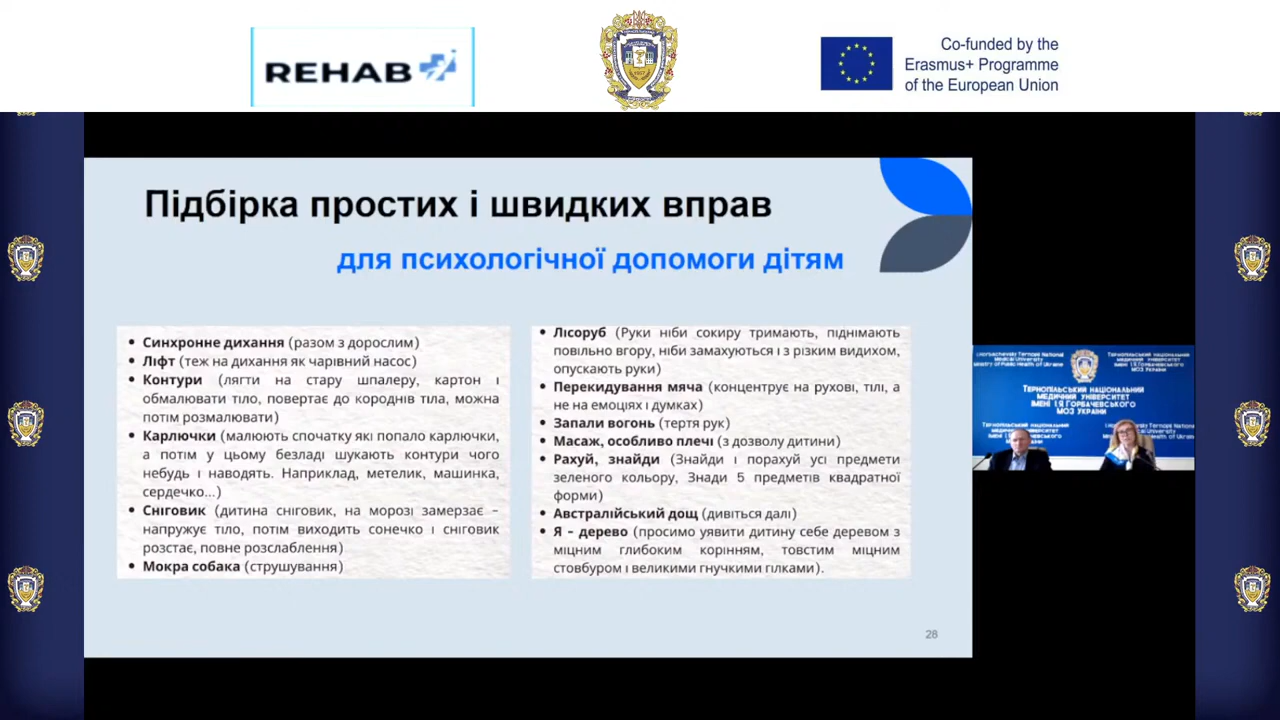 REHAB
Co-funded by the
Erasmus+ Programme
of the European Union
Підбірка простих і швидких вправ
для психологічної допомоги дітям
• Синхронне дихання (разом з дорослим)
• Ліфт (теж на дихання як чарівний насос)
• Контури (лягти на стару шпалеру, картон і
обмалювати тіло, повертає до короднів тіла, можна
потім розмалювати)
• Карлючки (малюють спочатку які попало карлючки,
а потім у цьому безладі шукають контури чого
небудь і наводять. Наприклад, метелик, машинка,
сердечко...)
• Сніговик (дитина сніговик, на морозі замерзає –
напружує тіло, потім виходить сонечко і сніговик
розстає, повне розслаблення)
• Мокра собака (струшування)
• Лісоруб (Руки ніби сокиру тримають, піднімають
повільно вгору, ніби замахуються і з різким видихом,
опускають руки)
• Перекидування мяча (концентрує на рухові, тілі, а
не на емоціях і думках)
• Запали вогонь (тертя рук)
• Масаж, особливо плечі (з дозволу дитини)
• Рахуй, знайди (Знайди і порахуй усі предмети
зеленого кольору, Знади 5 предметів квадратної
форми)
• Австралійський дощ (дивіться далі)
• Я – дерево (просимо уявити дитину себе деревом з
міцним глибоким корінням, товстим міцним
стовбуром і великими гнучкими гілками).
28
Тернопільський національний
медичний університет
імені І.Я.Горбачевського
МОЗ України